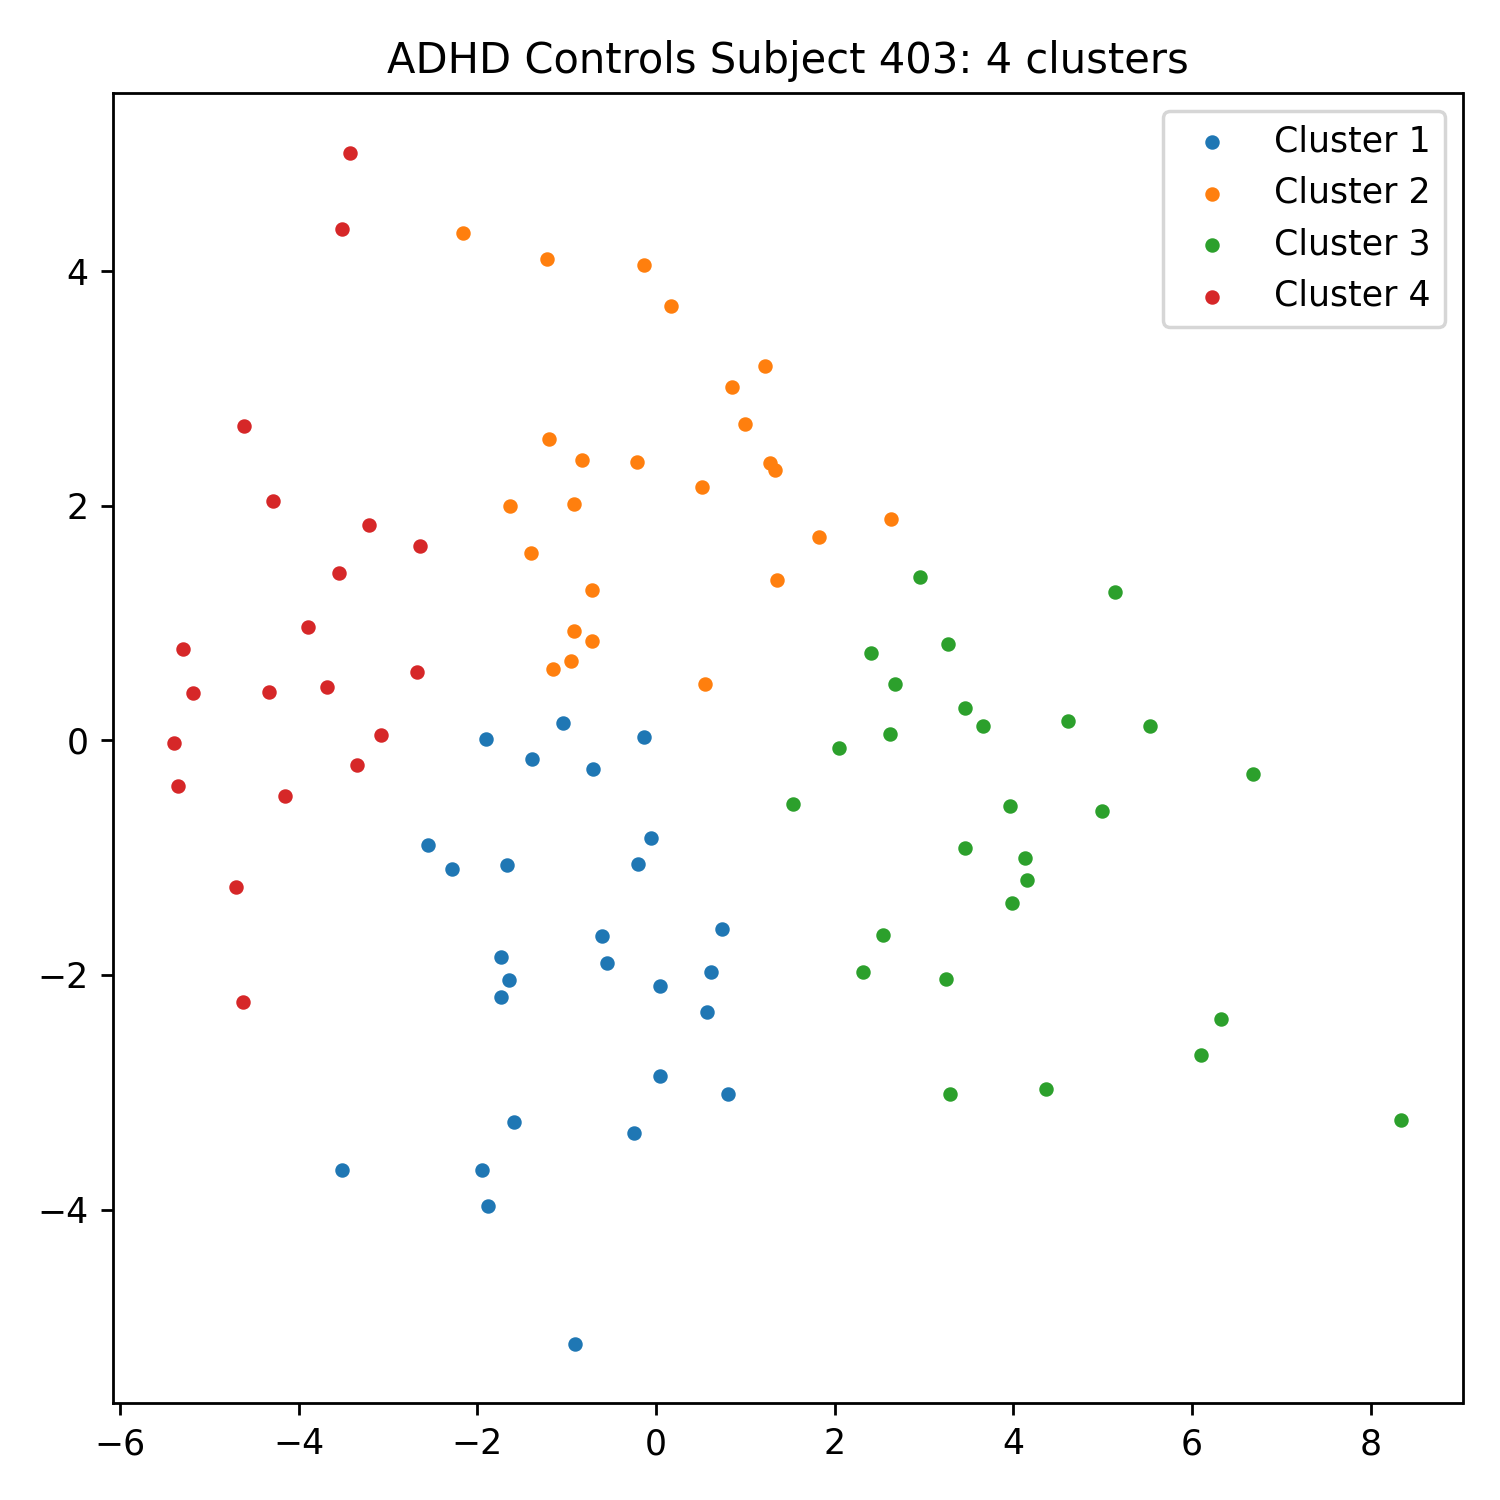 ADHD Controls Subject 403: 4 clusters
Cluster 1
Cluster 2
Cluster 3
Cluster 4
4
2
0
−2
−4
−6 −4 −2 0 2 4 6 8